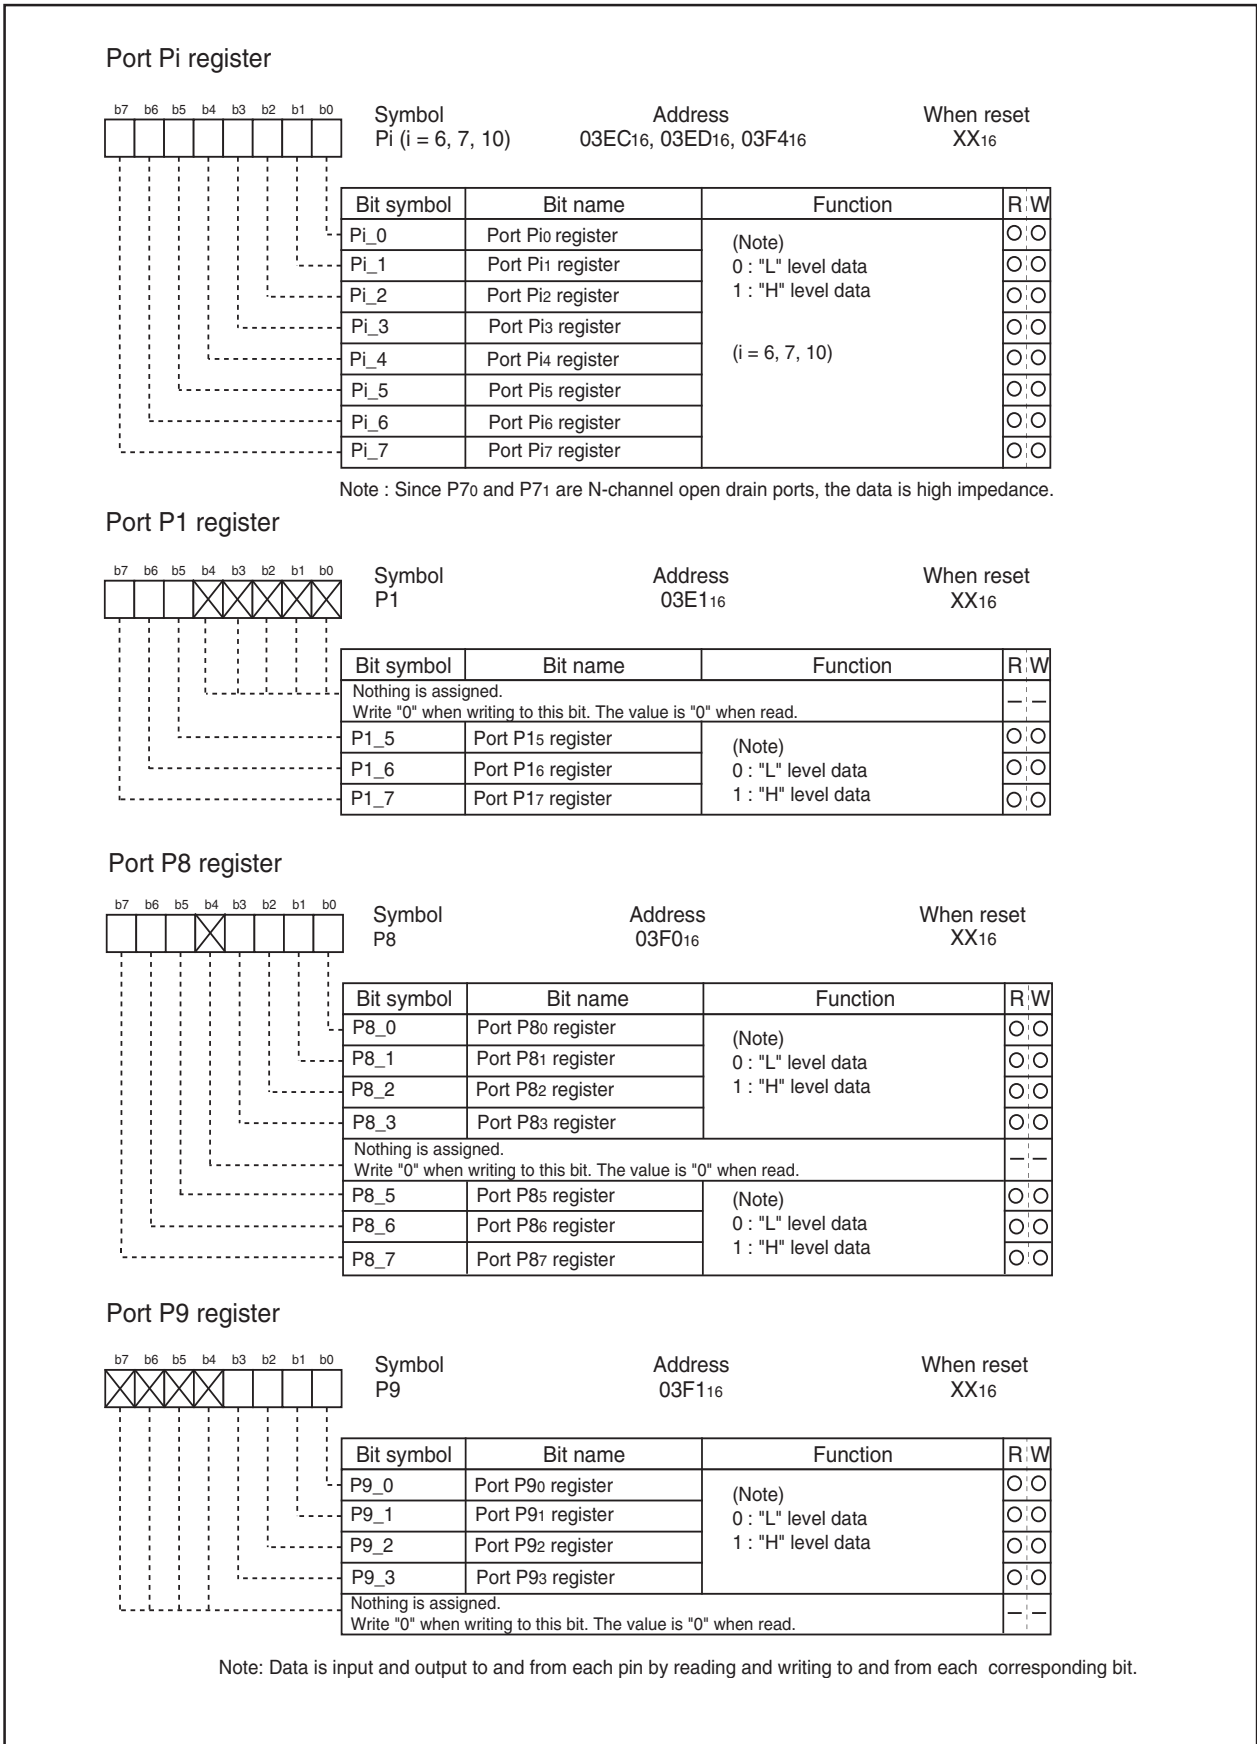 Port Pi register
b7 b6 b5 b4 b3 b2 b1 b0
Symbol Address When reset
Pi (i = 6, 7, 10) 03EC16, 03ED16, 03F416 XX16
Bit symbol Bit name Function R W
Pi_0 Port Pi0 register (Note)
Pi_1 Port Pi1 register 0 : "L" level data
Pi_2 Port Pi2 register 1 : "H" level data
Pi_3 Port Pi3 register
Pi_4 Port Pi4 register (i = 6, 7, 10)
Pi_5 Port Pi5 register
Pi_6 Port Pi6 register
Pi_7 Port Pi7 register
Note : Since P70 and P71 are N-channel open drain ports, the data is high impedance.
Port P1 register
b7 b6 b5 b4 b3 b2 b1 b0
Symbol Address When reset
P1 03E116 XX16
Bit symbol Bit name Function R W
Nothing is assigned.
Write "0" when writing to this bit. The value is "0" when read. – –
P1_5 Port P15 register (Note)
P1_6 Port P16 register 0 : "L" level data
P1_7 Port P17 register 1 : "H" level data
Port P8 register
b7 b6 b5 b4 b3 b2 b1 b0
Symbol Address When reset
P8 03F016 XX16
Bit symbol Bit name Function R W
P8_0 Port P80 register (Note)
P8_1 Port P81 register 0 : "L" level data
P8_2 Port P82 register 1 : "H" level data
P8_3 Port P83 register
Nothing is assigned.
Write "0" when writing to this bit. The value is "0" when read. – –
P8_5 Port P85 register (Note)
P8_6 Port P86 register 0 : "L" level data
P8_7 Port P87 register 1 : "H" level data
Port P9 register
b7 b6 b5 b4 b3 b2 b1 b0
Symbol Address When reset
P9 03F116 XX16
Bit symbol Bit name Function R W
P9_0 Port P90 register (Note)
P9_1 Port P91 register 0 : "L" level data
P9_2 Port P92 register 1 : "H" level data
P9_3 Port P93 register
Nothing is assigned.
Write "0" when writing to this bit. The value is "0" when read. – –
Note: Data is input and output to and from each pin by reading and writing to and from each corresponding bit.